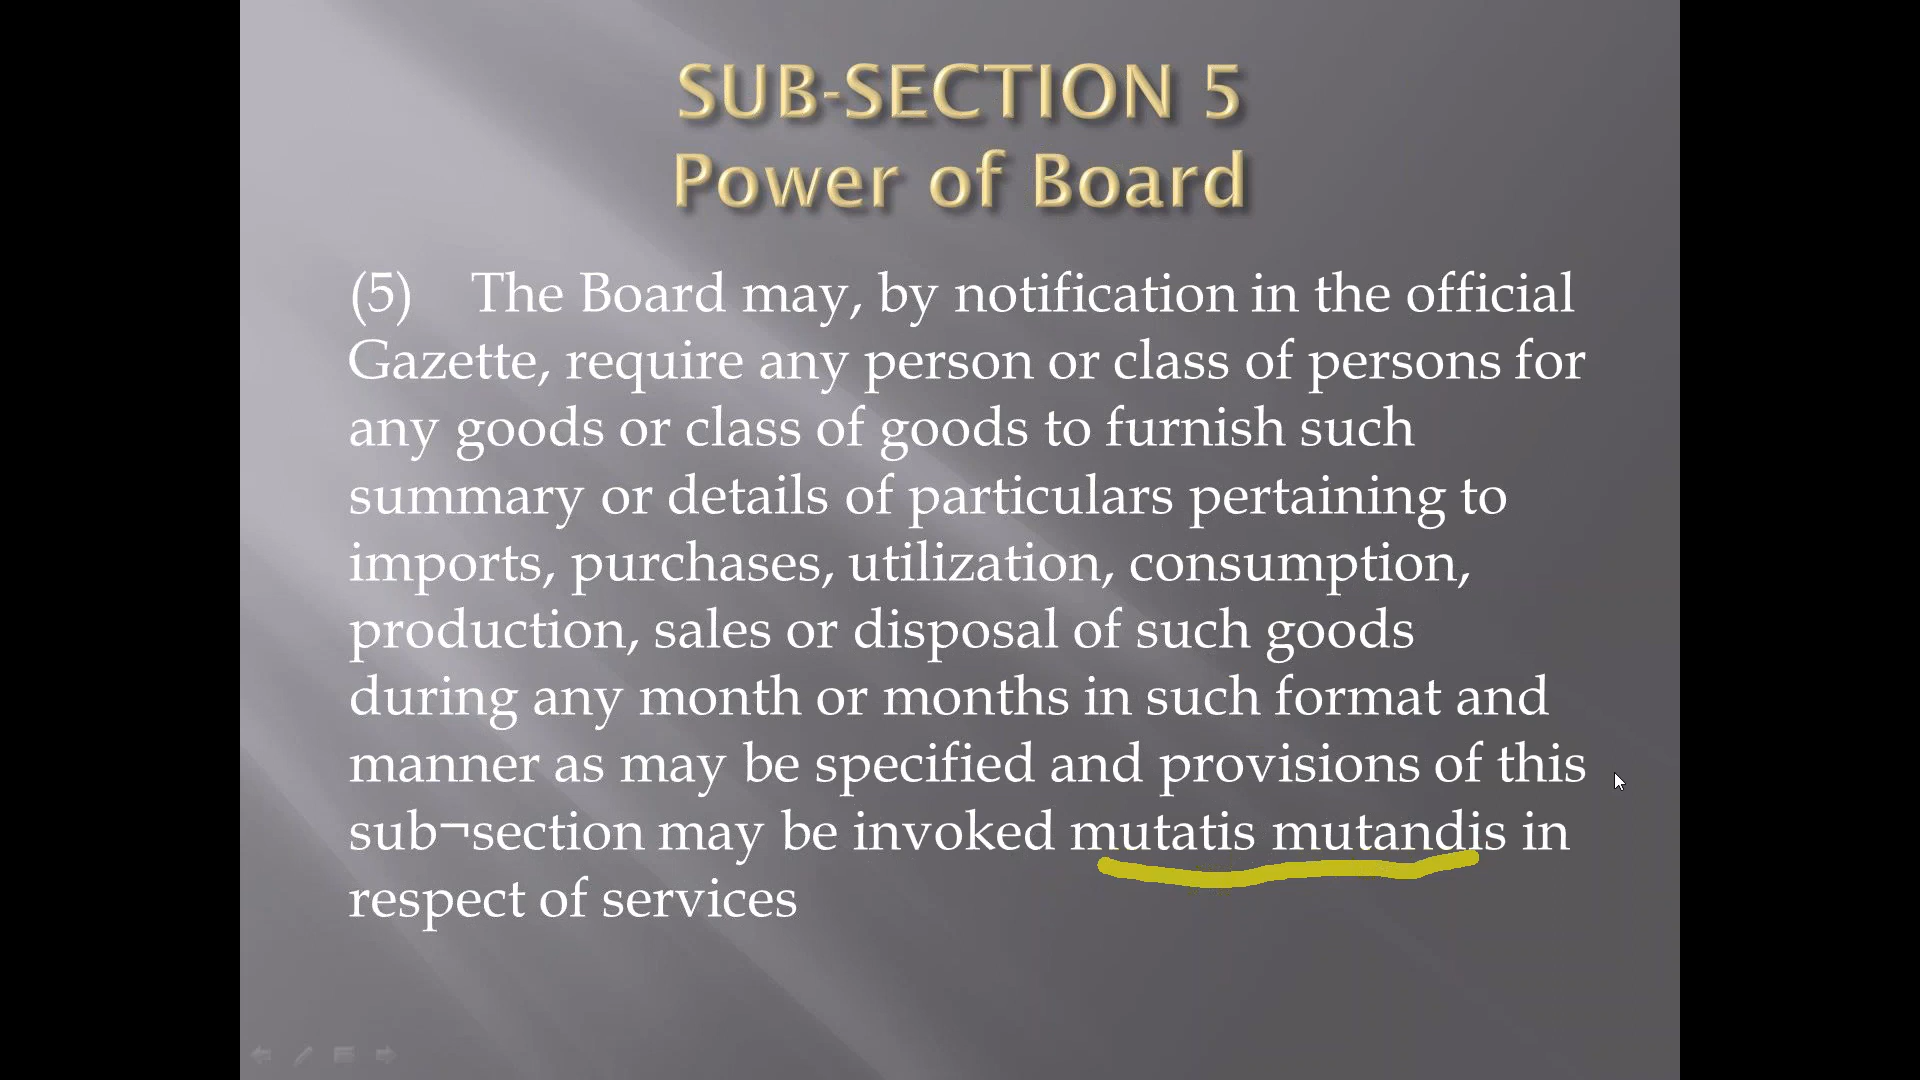 SUB-SECTION 5
Power of Board
(5) The Board may, by notification in the official
Gazette, require any person or class of persons for
any goods or class of goods to furnish such
summary or details of particulars pertaining to
imports, purchases, utilization, consumption,
production, sales or disposal of such goods
during any month or months in such format and
manner as may be specified and provisions of this
sub¬section may be invoked mutatis mutandis in
respect of services